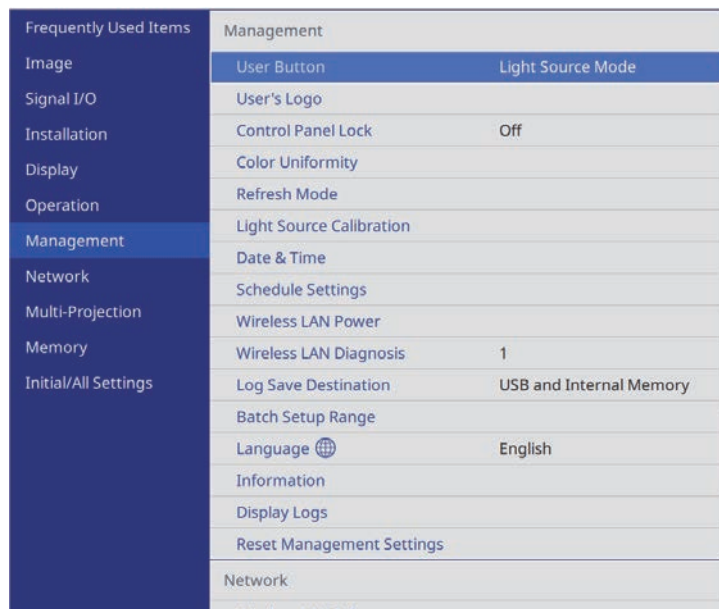 Frequently Used Items
Image
Signal I/O
Installation
Display
Operation
Management
Network
Multi-Projection
Memory
Initial/All Settings
Management
User Button Light Source Mode
User's Logo
Control Panel Lock Off
Color Uniformity
Refresh Mode
Light Source Calibration
Date & Time
Schedule Settings
Wireless LAN Power
Wireless LAN Diagnosis 1
Log Save Destination USB and Internal Memory
Batch Setup Range
Language English
Information
Display Logs
Reset Management Settings
Network